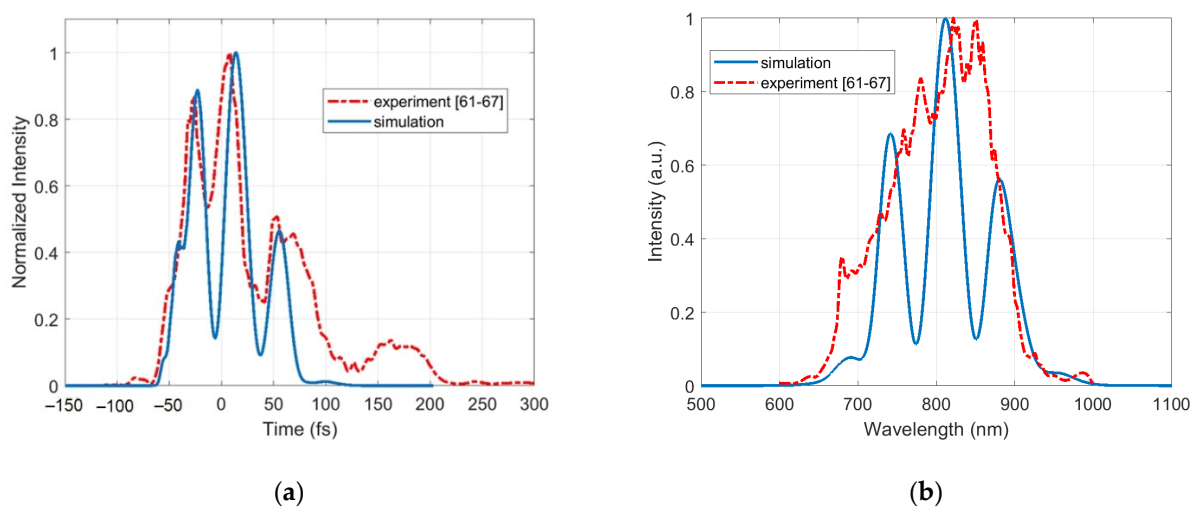 1
0.8
0.6
0.4
0.2
0
Normalized Intensity
experiment [61-67]
simulation
−150 −100 −50 0 50 100 150 200 250 300
Time (fs)
(a)
1
0.8
0.6
0.4
0.2
0
Intensity (a.u.)
simulation
experiment [61-67]
500 600 700 800 900 1000 1100
Wavelength (nm)
(b)